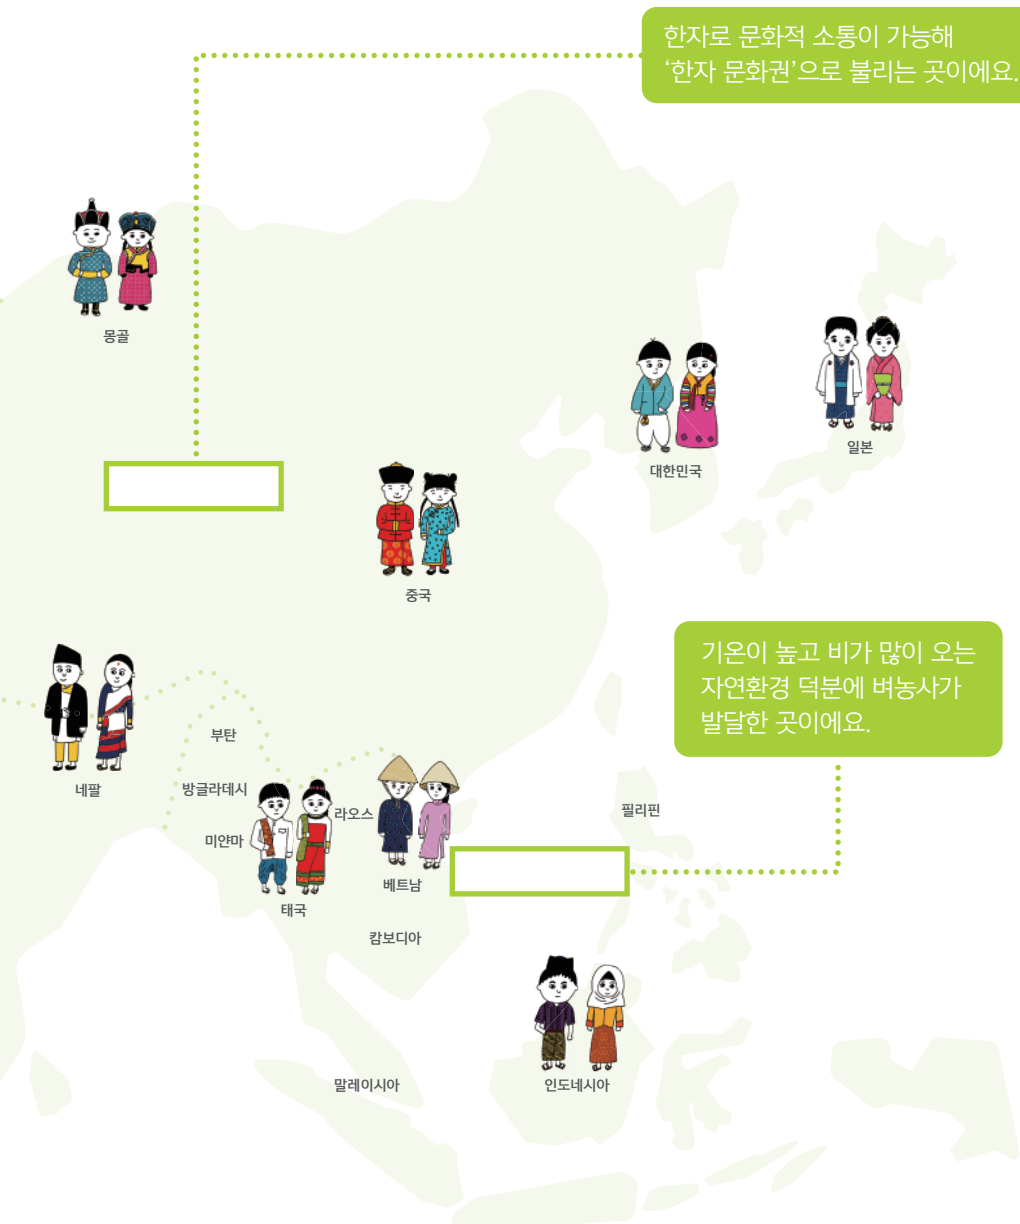 한자로 문화적 소통이 가능해
‘한자 문화권’으로 불리는 곳이에요.
몽골
일본
대한민국
중국
기온이 높고 비가 많이 오는
자연환경 덕분에 벼농사가
발달한 곳이에요.
부탄
네팔
방글라데시
라오스
필리핀
미얀마
베트남
태국
캄보디아
말레이시아
인도네시아